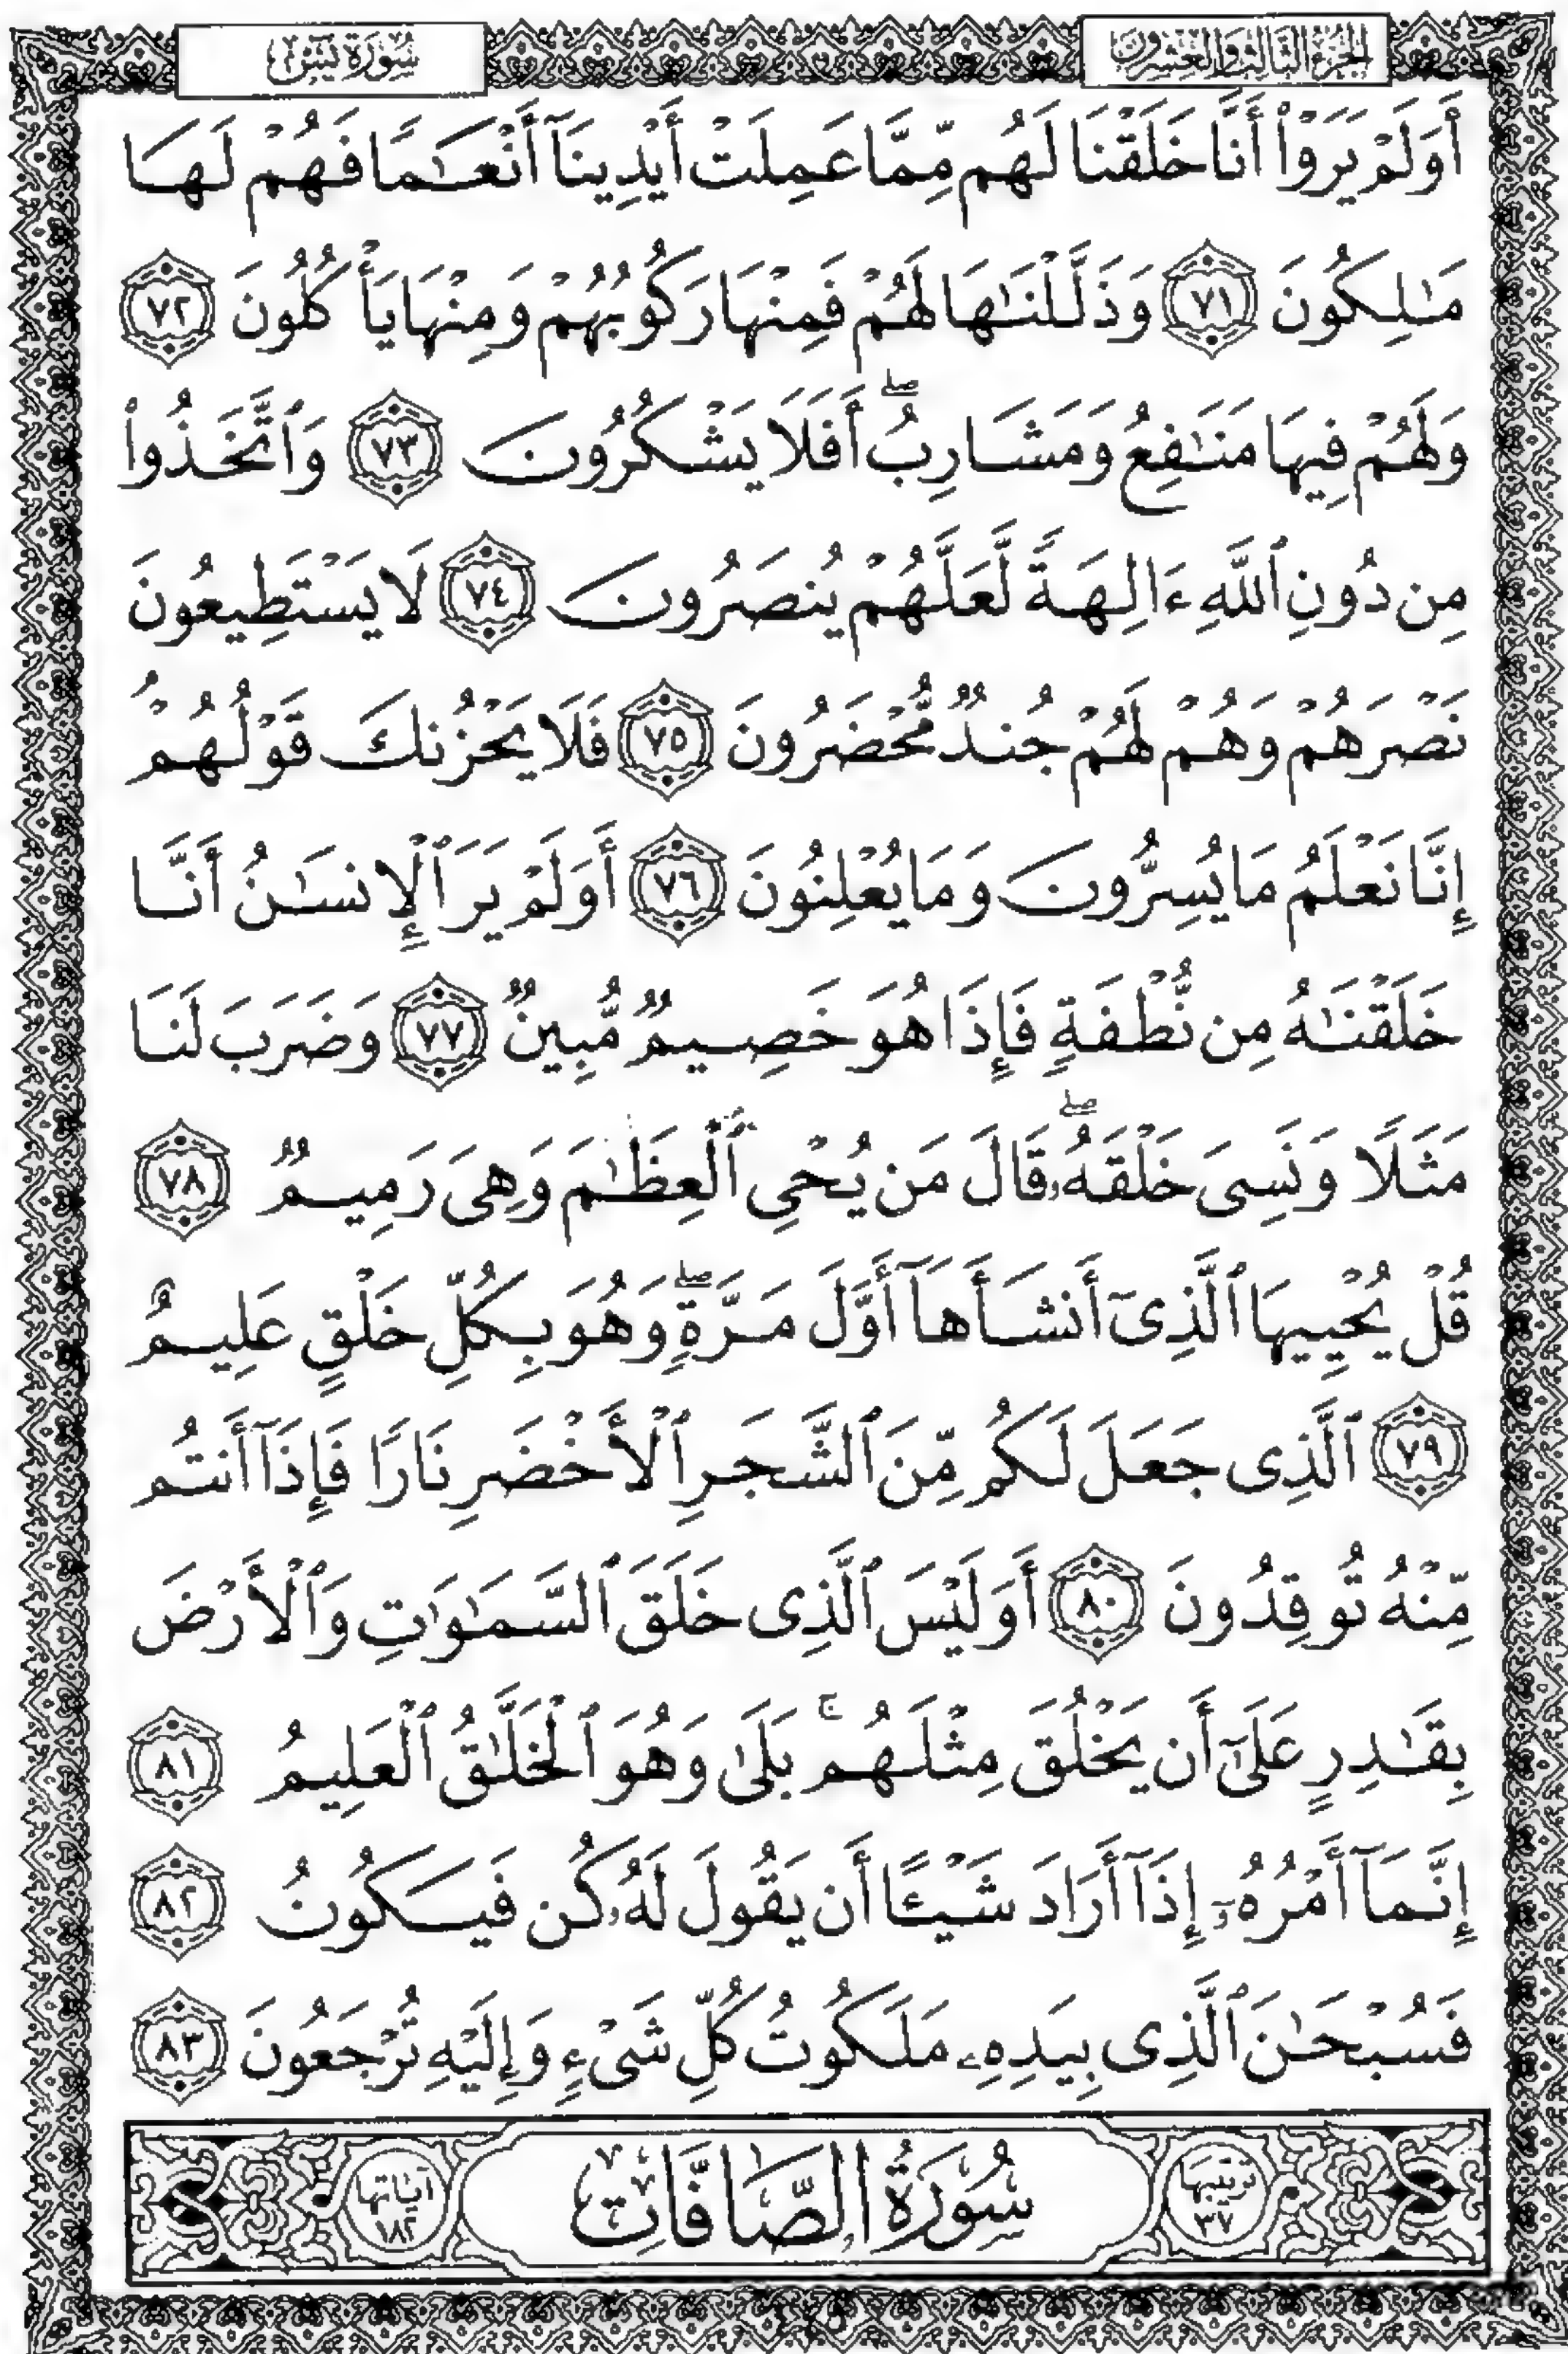 الجزء الثالث والعشرون
سورة يس
أَوَلَمْ يَرَوْا۟ أَنَّا خَلَقْنَا لَهُم مِّمَّا عَمِلَتْ أَيْدِينَآ أَنْعَـٰمًا فَهُمْ لَهَا
مَـٰلِكُونَ ٧١ وَذَلَّلْنَـٰهَا لَهُمْ فَمِنْهَا رَكُوبُهُمْ وَمِنْهَا يَأْكُلُونَ ٧٢
وَلَهُمْ فِيهَا مَنَـٰفِعُ وَمَشَارِبُ ۖ أَفَلَا يَشْكُرُونَ ٧٣ وَٱتَّخَذُوا۟
مِن دُونِ ٱللَّهِ ءَالِهَةً لَّعَلَّهُمْ يُنصَرُونَ ٧٤ لَا يَسْتَطِيعُونَ
نَصْرَهُمْ وَهُمْ لَهُمْ جُندٌ مُّحْضَرُونَ ٧٥ فَلَا يَحْزُنكَ قَوْلُهُمْ ۘ
إِنَّا نَعْلَمُ مَا يُسِرُّونَ وَمَا يُعْلِنُونَ ٧٦ أَوَلَمْ يَرَ ٱلْإِنسَـٰنُ أَنَّا
خَلَقْنَـٰهُ مِن نُّطْفَةٍ فَإِذَا هُوَ خَصِيمٌ مُّبِينٌ ٧٧ وَضَرَبَ لَنَا
مَثَلًا وَنَسِىَ خَلْقَهُۥ ۖ قَالَ مَن يُحْىِ ٱلْعِظَـٰمَ وَهِىَ رَمِيمٌ ٧٨
قُلْ يُحْيِيهَا ٱلَّذِىٓ أَنشَأَهَآ أَوَّلَ مَرَّةٍ ۖ وَهُوَ بِكُلِّ خَلْقٍ عَلِيمٌ
٧٩ ٱلَّذِى جَعَلَ لَكُم مِّنَ ٱلشَّجَرِ ٱلْأَخْضَرِ نَارًا فَإِذَآ أَنتُم
مِّنْهُ تُوقِدُونَ ٨٠ أَوَلَيْسَ ٱلَّذِى خَلَقَ ٱلسَّمَـٰوَٰتِ وَٱلْأَرْضَ
بِقَـٰدِرٍ عَلَىٰٓ أَن يَخْلُقَ مِثْلَهُم ۚ بَلَىٰ وَهُوَ ٱلْخَلَّـٰقُ ٱلْعَلِيمُ ٨١
إِنَّمَآ أَمْرُهُۥٓ إِذَآ أَرَادَ شَيْـًٔا أَن يَقُولَ لَهُۥ كُن فَيَكُونُ ٨٢
فَسُبْحَـٰنَ ٱلَّذِى بِيَدِهِۦ مَلَكُوتُ كُلِّ شَىْءٍ وَإِلَيْهِ تُرْجَعُونَ ٨٣
ترتيبها ٣٧ سُورَةُ الصَّافَّاتِ آياتها ١٨٢